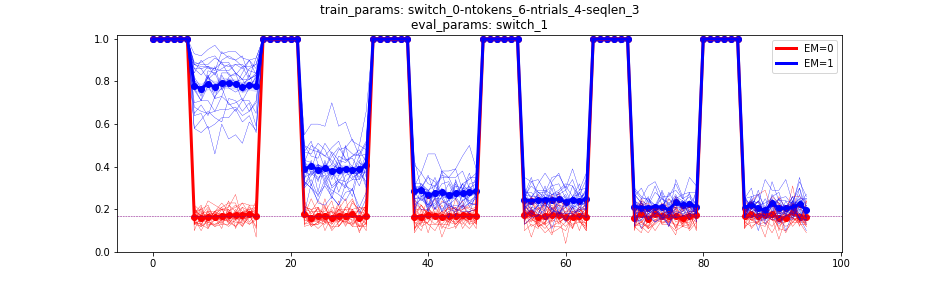 train_params: switch_0-ntokens_6-ntrials_4-seqlen_3
eval_params: switch_1
1.0
0.8
0.6
0.4
0.2
0.0
EM=0
EM=1
0 20 40 60 80 100